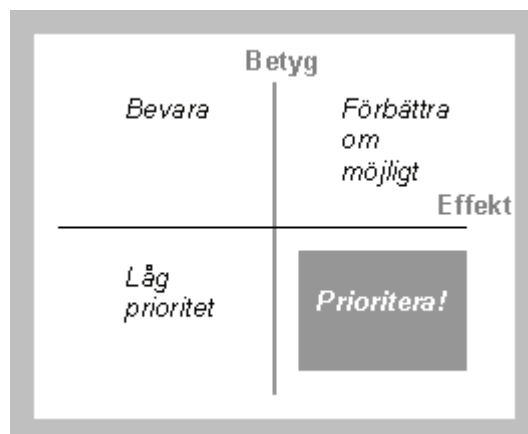 Betyg
Bevara
Förbättra
om
möjligt
Effekt
Låg
prioritet
Prioritera!